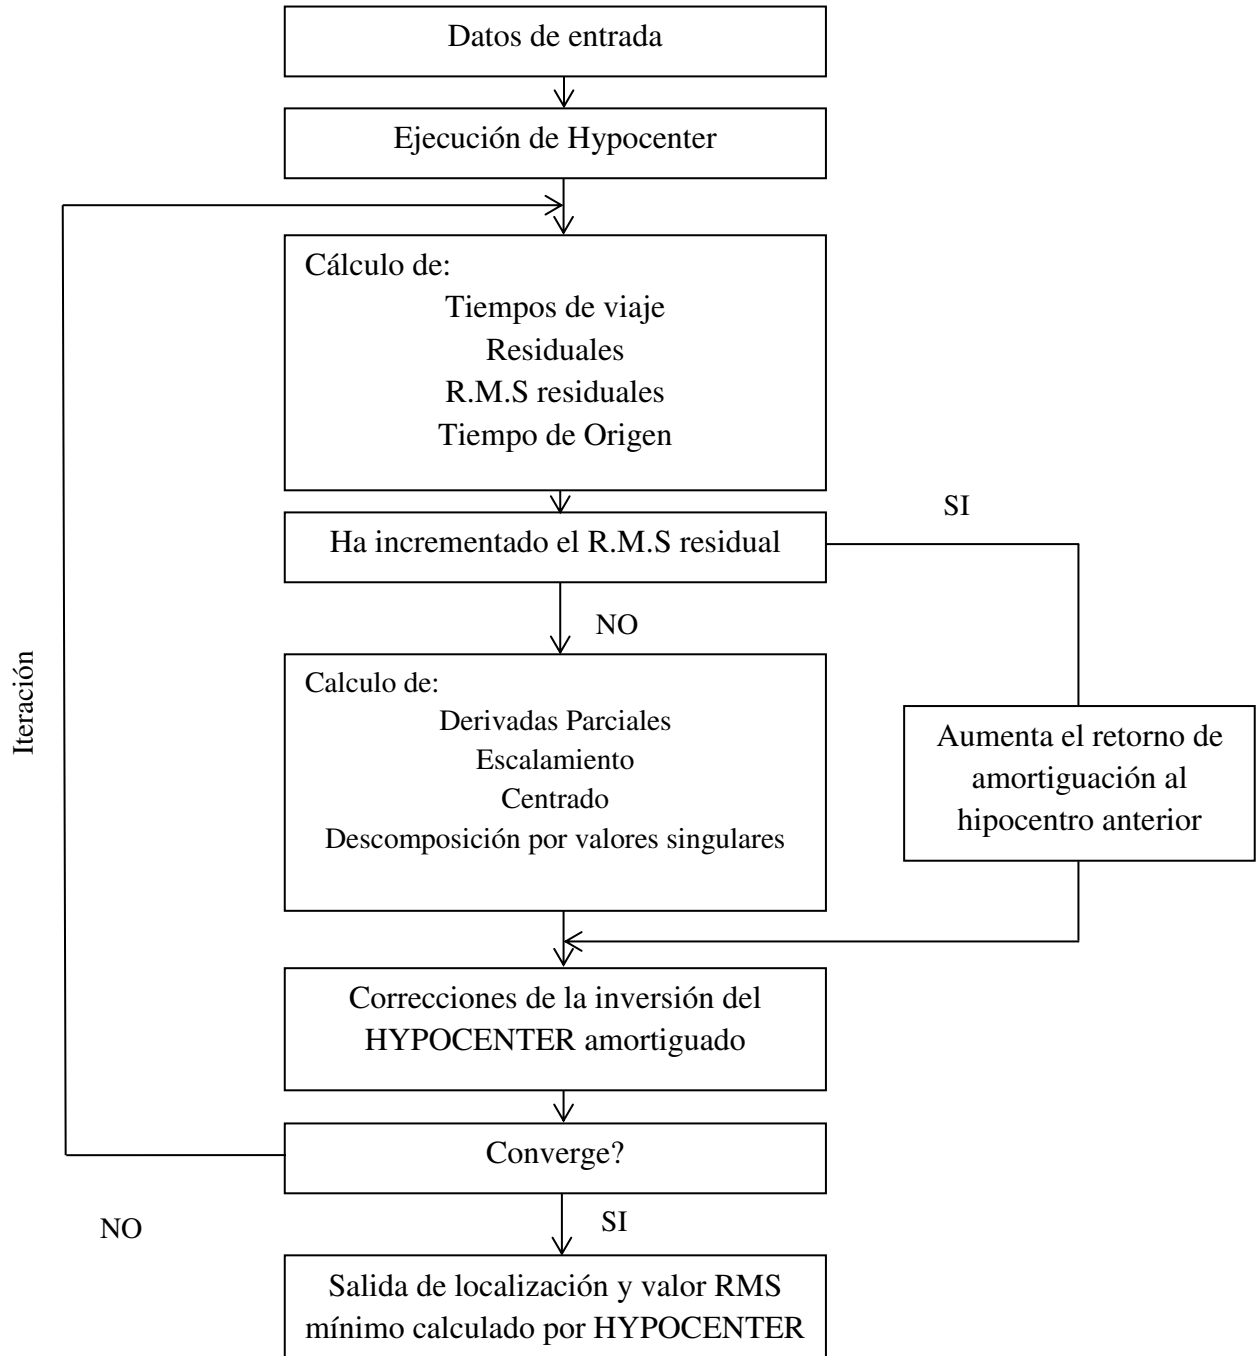 Datos de entrada
Ejecución de Hypocenter
Cálculo de:
Tiempos de viaje
Residuales
R.M.S residuales
Tiempo de Origen
SI
Ha incrementado el R.M.S residual
NO
Iteración
Calculo de:
Derivadas Parciales
Escalamiento
Centrado
Descomposición por valores singulares
Aumenta el retorno de
amortiguación al
hipocentro anterior
Correcciones de la inversión del
HYPOCENTER amortiguado
Converge?
NO
SI
Salida de localización y valor RMS
mínimo calculado por HYPOCENTER